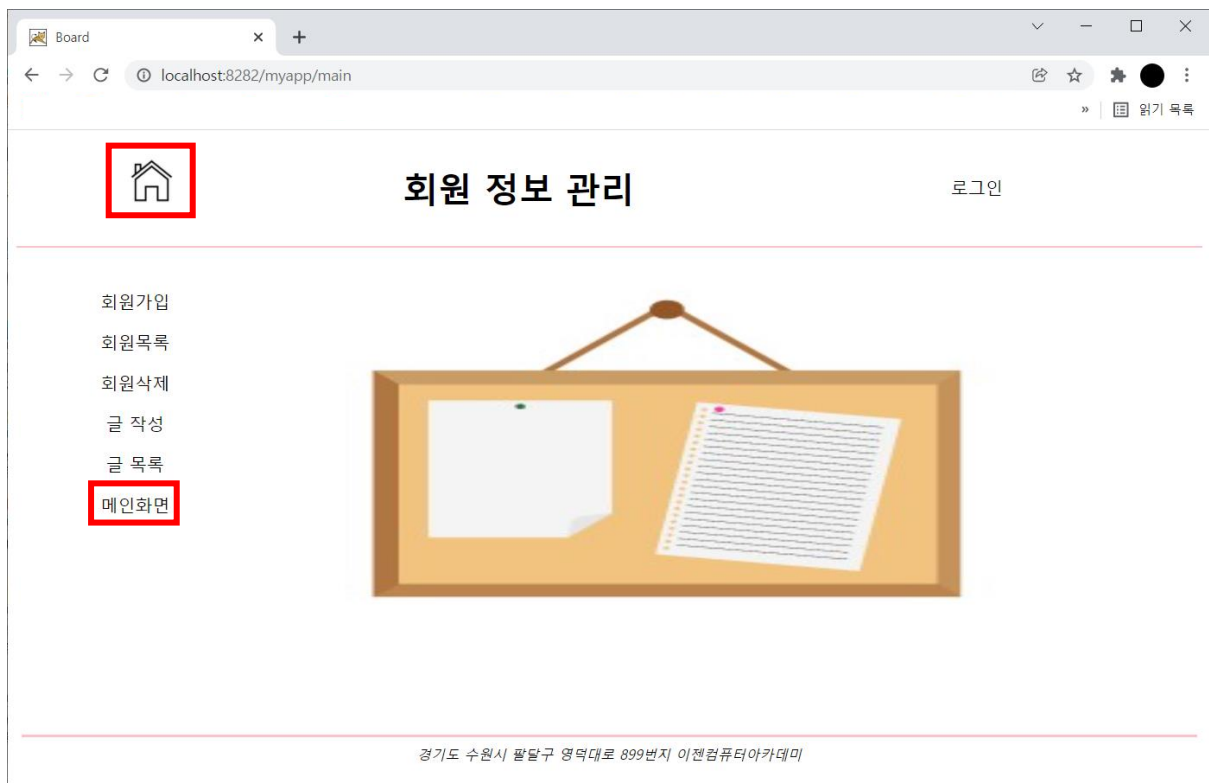 Board
localhost:8282/myapp/main
» 읽기 목록
회원 정보 관리
로그인
회원가입
회원목록
회원삭제
글 작성
글 목록
메인화면
경기도 수원시 팔달구 영덕대로 899번지 이젠컴퓨터아카데미